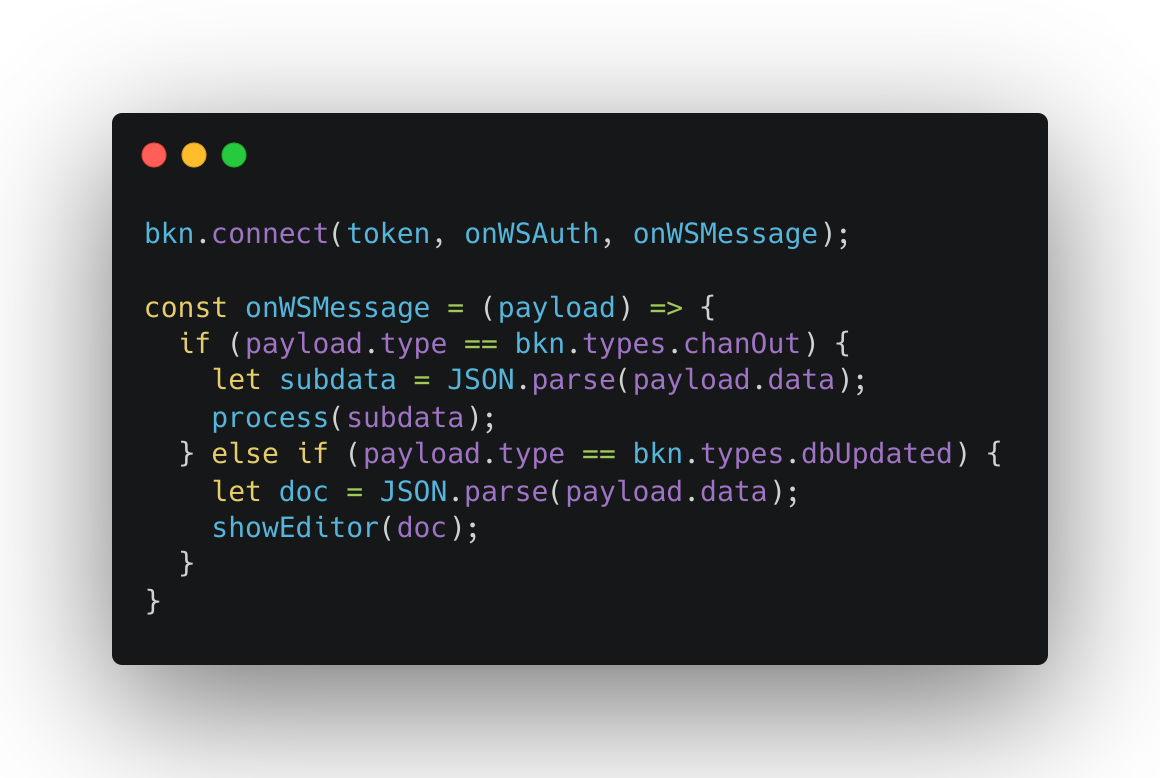 bkn.connect(token, onWSAuth, onWSMessage);
const onWSMessage = (payload) => {
  if (payload.type == bkn.types.chanOut) {
    let subdata = JSON.parse(payload.data);
    process(subdata);
  } else if (payload.type == bkn.types.dbUpdated) {
    let doc = JSON.parse(payload.data);
    showEditor(doc);
  }
}